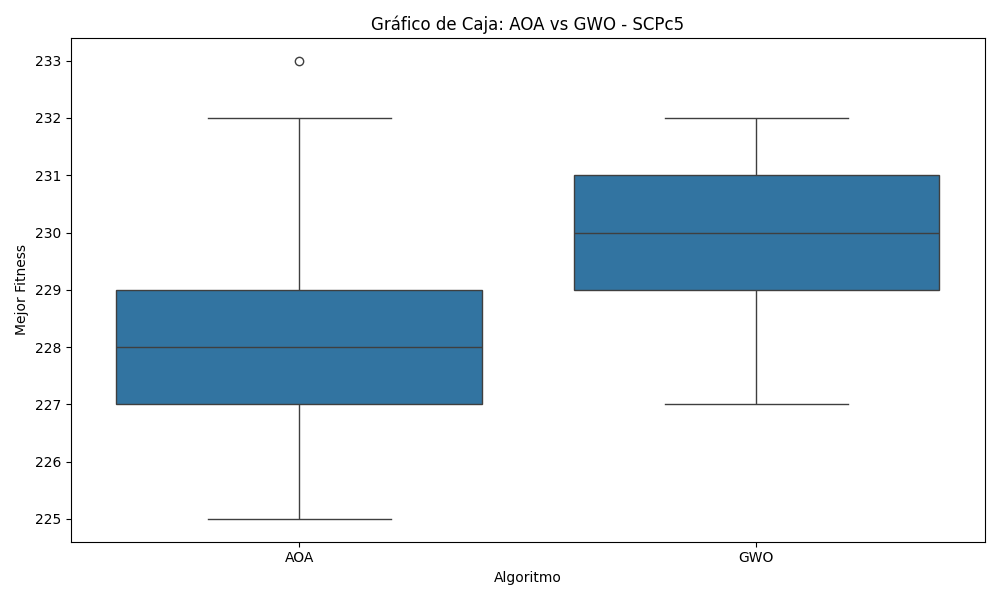 Gráfico de Caja: AOA vs GWO - SCPc5
Mejor Fitness
233
232
231
230
229
228
227
226
225
AOA
GWO
Algoritmo